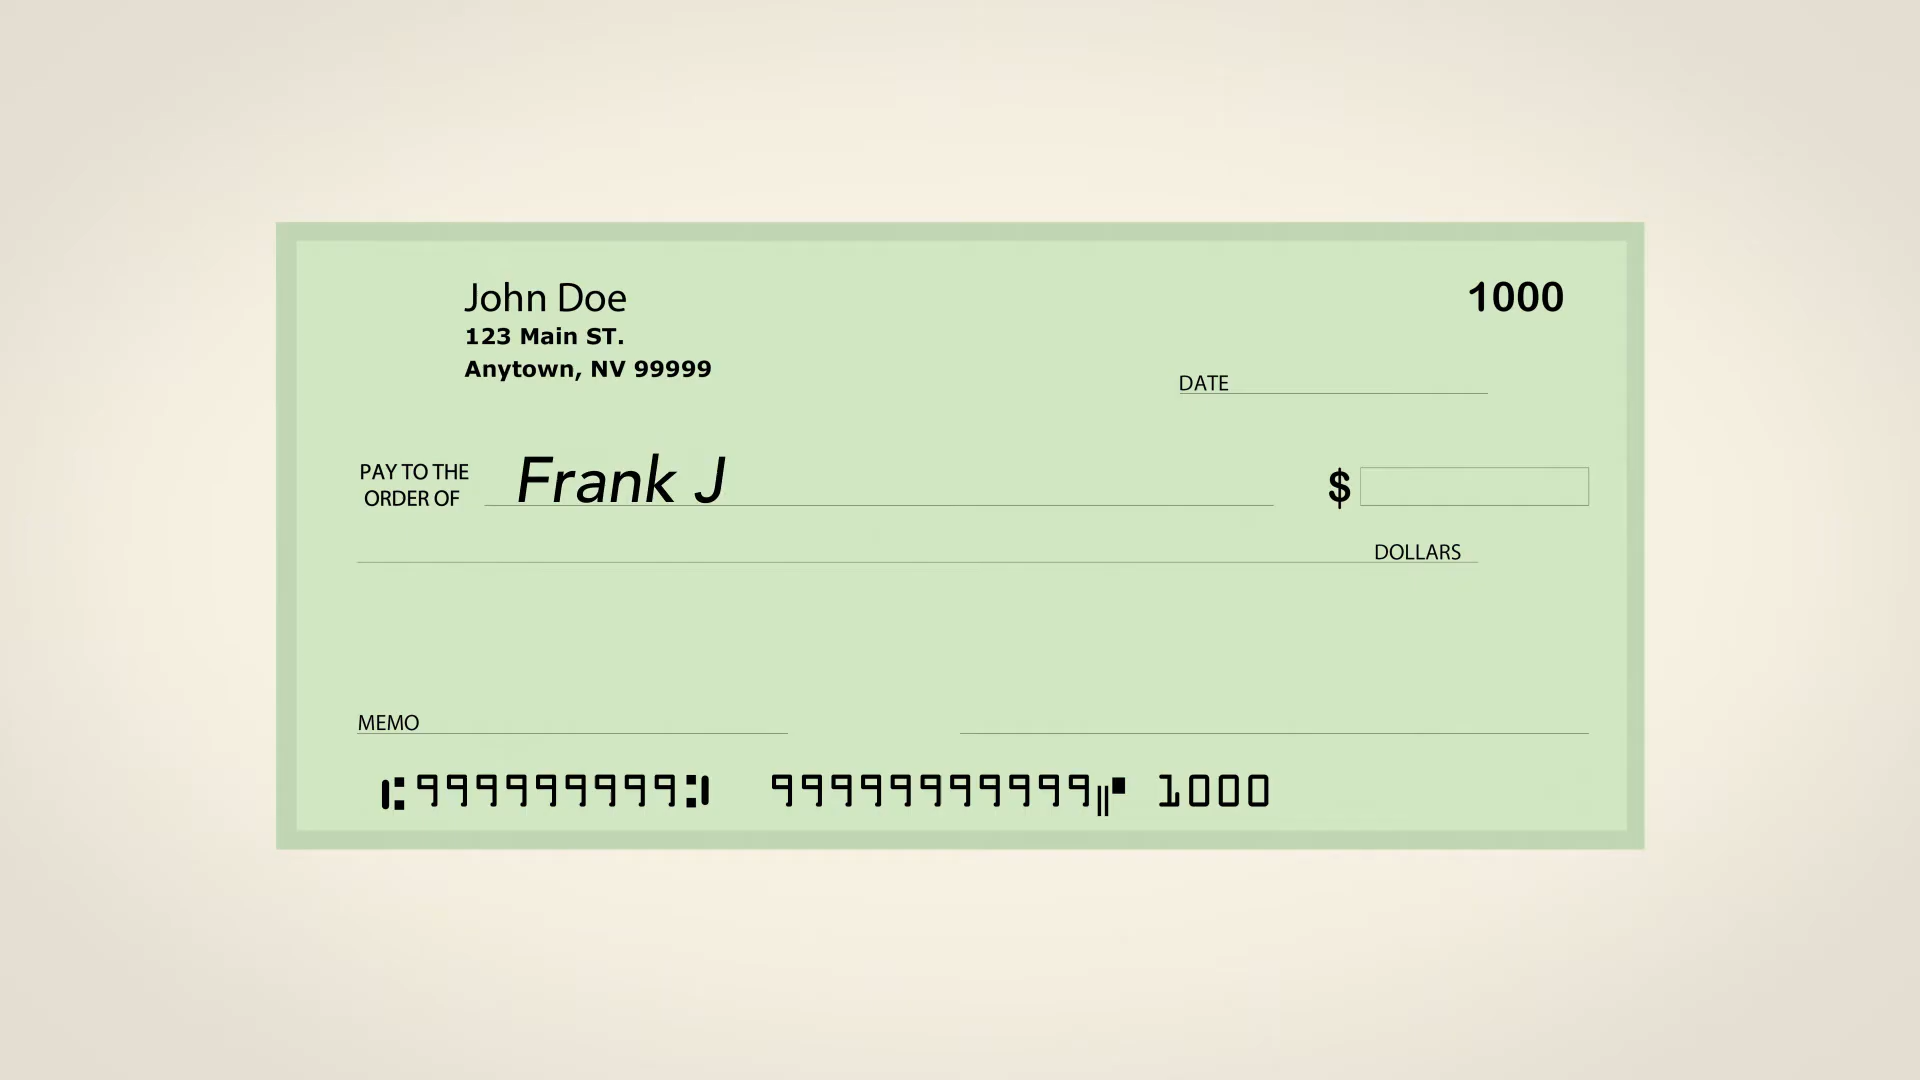 John Doe
1000
123 Main ST.
Anytown, NV 99999
DATE
PAY TO THE
ORDER OF
Frank J
$
DOLLARS
MEMO
⑆999999999⑆ 99999999999⑈ 1000